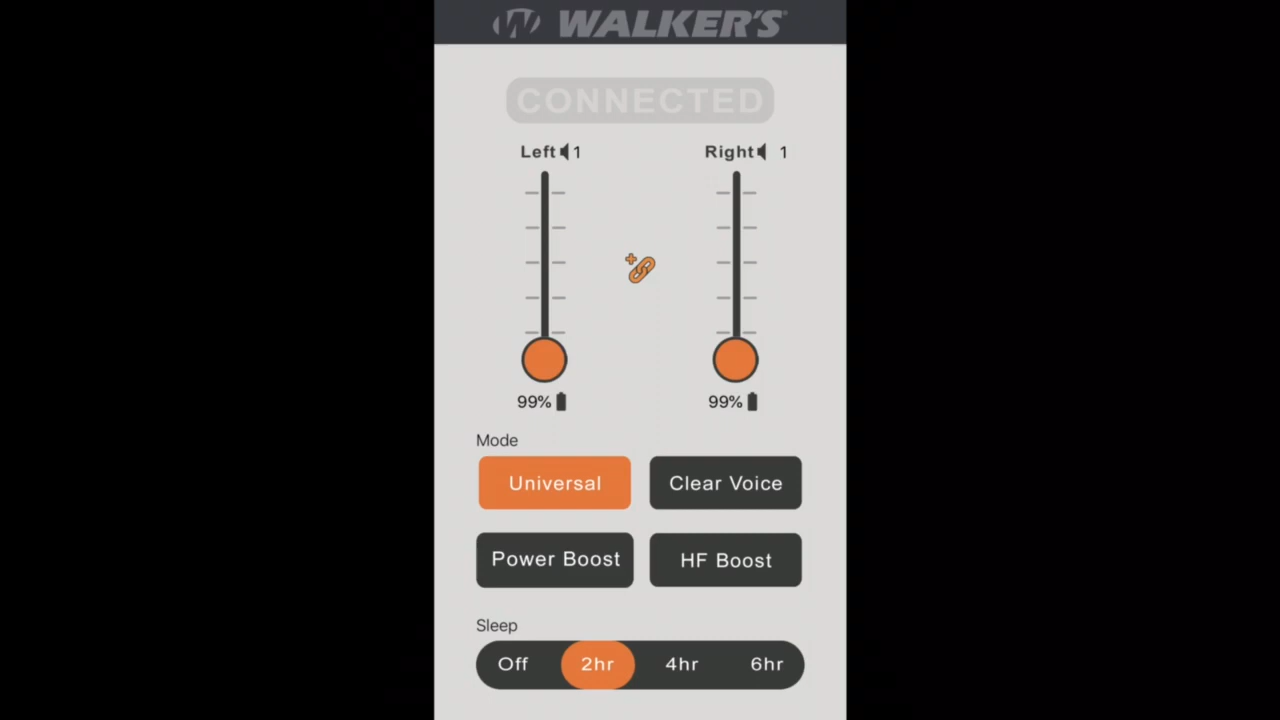 WALKER'S®
CONNECTED
Left 1 Right 1
99% 99%
Mode
Universal Clear Voice
Power Boost HF Boost
Sleep
Off 2hr 4hr 6hr